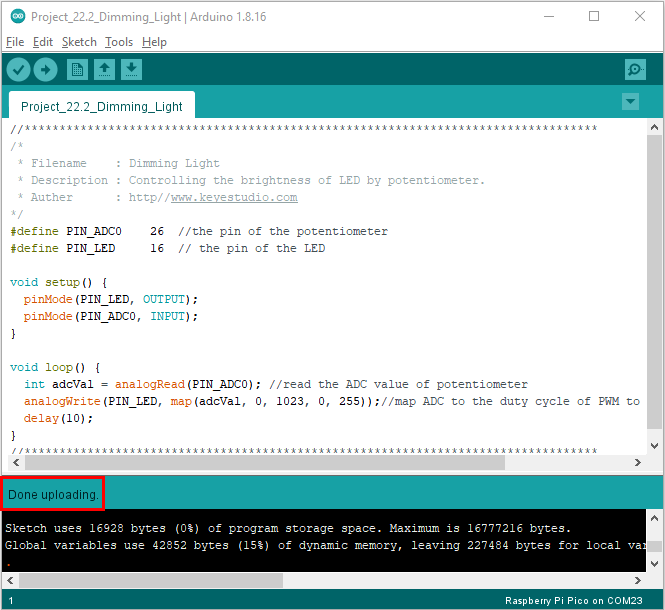 Project_22.2_Dimming_Light | Arduino 1.8.16
File Edit Sketch Tools Help
Project_22.2_Dimming_Light
//**********************************************************************************
/*
 * Filename    : Dimming Light
 * Description : Controlling the brightness of LED by potentiometer.
 * Auther      : http//www.keyestudio.com
*/
#define PIN_ADC0    26  //the pin of the potentiometer
#define PIN_LED     16  // the pin of the LED
void setup() {
  pinMode(PIN_LED, OUTPUT);
  pinMode(PIN_ADC0, INPUT);
}
void loop() {
  int adcVal = analogRead(PIN_ADC0); //read the ADC value of potentiometer
  analogWrite(PIN_LED, map(adcVal, 0, 1023, 0, 255));//map ADC to the duty cycle of PWM to
  delay(10);
}
//**********************************************************************************
Done uploading.
Sketch uses 16928 bytes (0%) of program storage space. Maximum is 16777216 bytes.
Global variables use 42852 bytes (15%) of dynamic memory, leaving 227484 bytes for local var
.
1 Raspberry Pi Pico on COM23